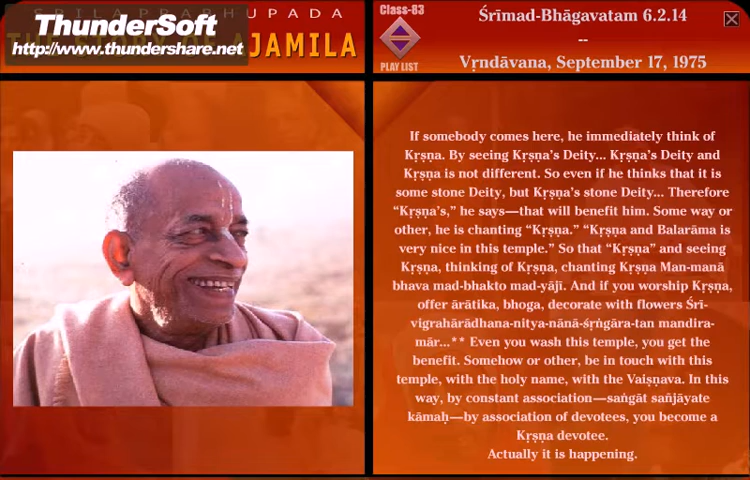 SRILA PRABHUPADA
THE STORY OF AJAMILA
ThunderSoft
http://www.thundershare.net
Class-83
PLAY LIST
Śrīmad-Bhāgavatam 6.2.14
--
Vṛndāvana, September 17, 1975
If somebody comes here, he immediately think of
Kṛṣṇa. By seeing Kṛṣṇa’s Deity... Kṛṣṇa’s Deity and
Kṛṣṇa is not different. So even if he thinks that it is
some stone Deity, but Kṛṣṇa’s stone Deity... Therefore
“Kṛṣṇa’s,” he says—that will benefit him. Some way or
other, he is chanting “Kṛṣṇa.” “Kṛṣṇa and Balarāma is
very nice in this temple.” So that “Kṛṣṇa” and seeing
Kṛṣṇa, thinking of Kṛṣṇa, chanting Kṛṣṇa Man-manā
bhava mad-bhakto mad-yājī. And if you worship Kṛṣṇa,
offer ārātika, bhoga, decorate with flowers Śrī-
vigrahārādhana-nitya-nānā-śṛṅgāra-tan mandira-
mār...** Even you wash this temple, you get the
benefit. Somehow or other, be in touch with this
temple, with the holy name, with the Vaiṣṇava. In this
way, by constant association—saṅgāt sañjāyate
kāmaḥ—by association of devotees, you become a
Kṛṣṇa devotee.
Actually it is happening.